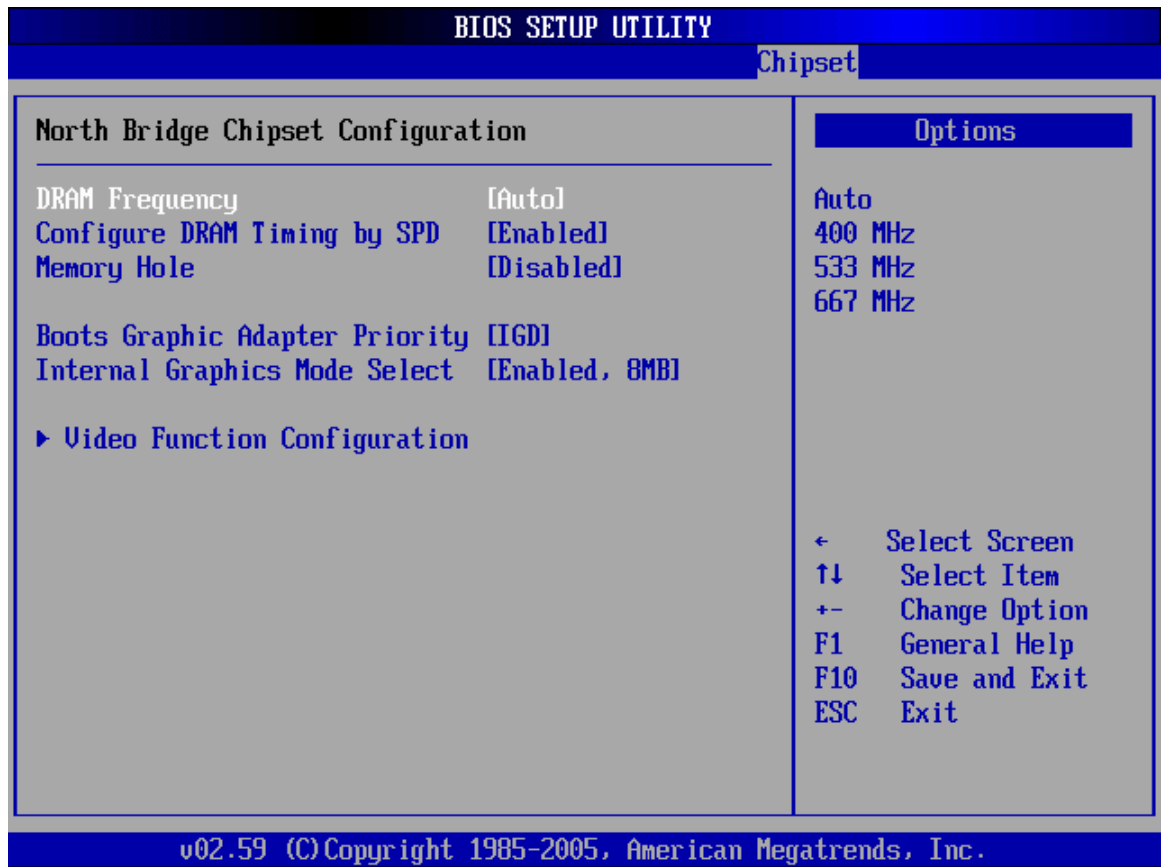 BIOS SETUP UTILITY
Chipset
North Bridge Chipset Configuration
DRAM Frequency [Auto]
Configure DRAM Timing by SPD [Enabled]
Memory Hole [Disabled]
Boots Graphic Adapter Priority [IGD]
Internal Graphics Mode Select [Enabled, 8MB]
▶ Video Function Configuration
Options
Auto
400 MHz
533 MHz
667 MHz
← Select Screen
↑↓ Select Item
+- Change Option
F1 General Help
F10 Save and Exit
ESC Exit
v02.59 (C)Copyright 1985-2005, American Megatrends, Inc.